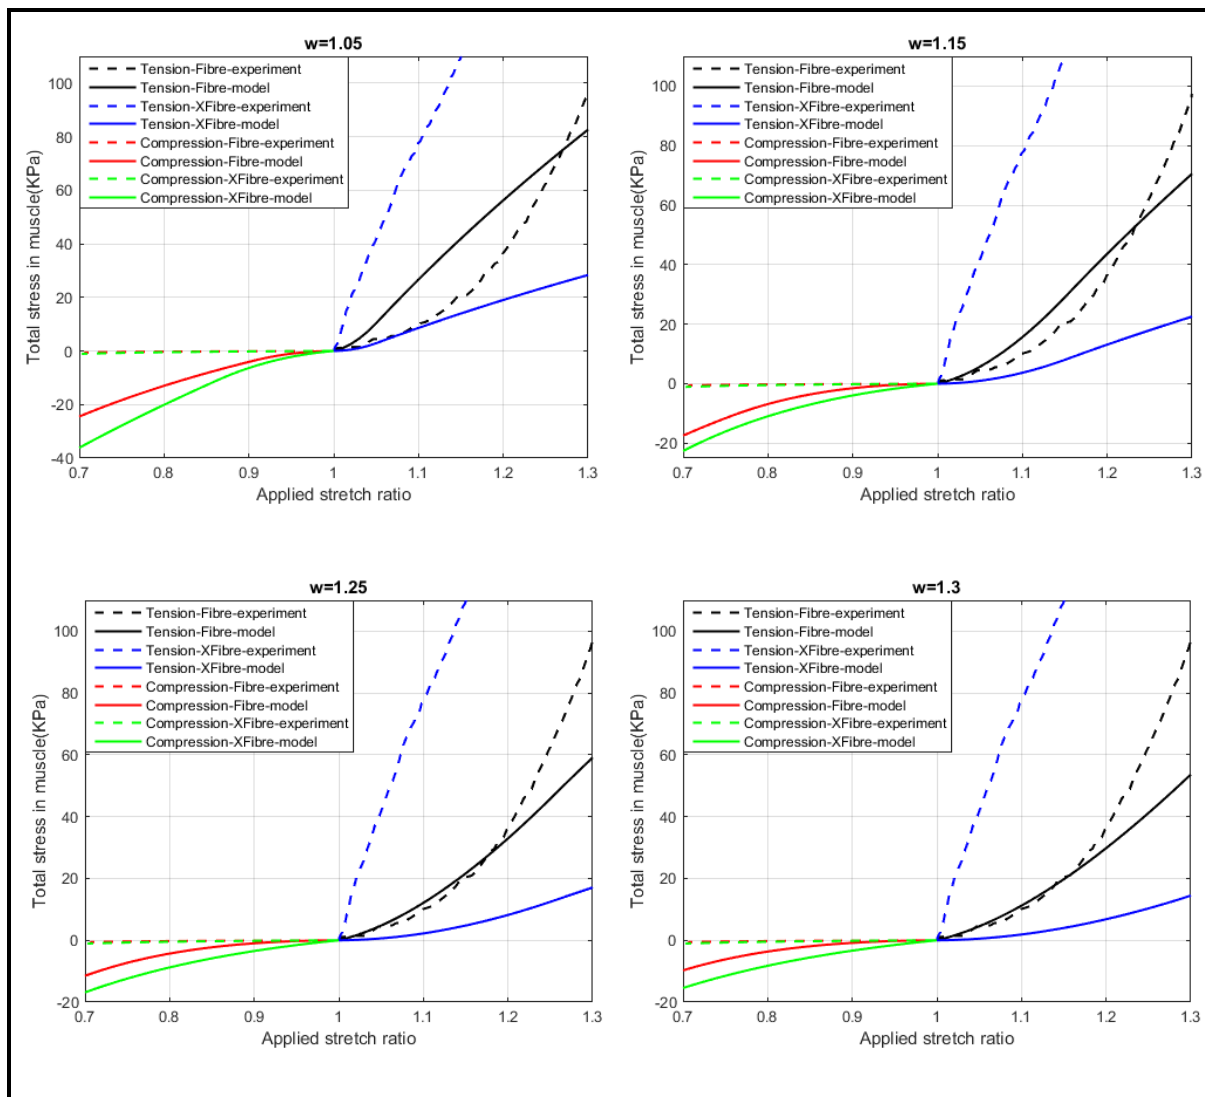 w=1.05
Total stress in muscle(KPa)
100
80
60
40
20
0
-20
-40
Tension-Fibre-experiment
Tension-Fibre-model
Tension-XFibre-experiment
Tension-XFibre-model
Compression-Fibre-experiment
Compression-Fibre-model
Compression-XFibre-experiment
Compression-XFibre-model
0.7 0.8 0.9 1 1.1 1.2 1.3
Applied stretch ratio
w=1.15
Total stress in muscle(KPa)
100
80
60
40
20
0
-20
Tension-Fibre-experiment
Tension-Fibre-model
Tension-XFibre-experiment
Tension-XFibre-model
Compression-Fibre-experiment
Compression-Fibre-model
Compression-XFibre-experiment
Compression-XFibre-model
0.7 0.8 0.9 1 1.1 1.2 1.3
Applied stretch ratio
w=1.25
Total stress in muscle(KPa)
100
80
60
40
20
0
-20
Tension-Fibre-experiment
Tension-Fibre-model
Tension-XFibre-experiment
Tension-XFibre-model
Compression-Fibre-experiment
Compression-Fibre-model
Compression-XFibre-experiment
Compression-XFibre-model
0.7 0.8 0.9 1 1.1 1.2 1.3
Applied stretch ratio
w=1.3
Total stress in muscle(KPa)
100
80
60
40
20
0
-20
Tension-Fibre-experiment
Tension-Fibre-model
Tension-XFibre-experiment
Tension-XFibre-model
Compression-Fibre-experiment
Compression-Fibre-model
Compression-XFibre-experiment
Compression-XFibre-model
0.7 0.8 0.9 1 1.1 1.2 1.3
Applied stretch ratio